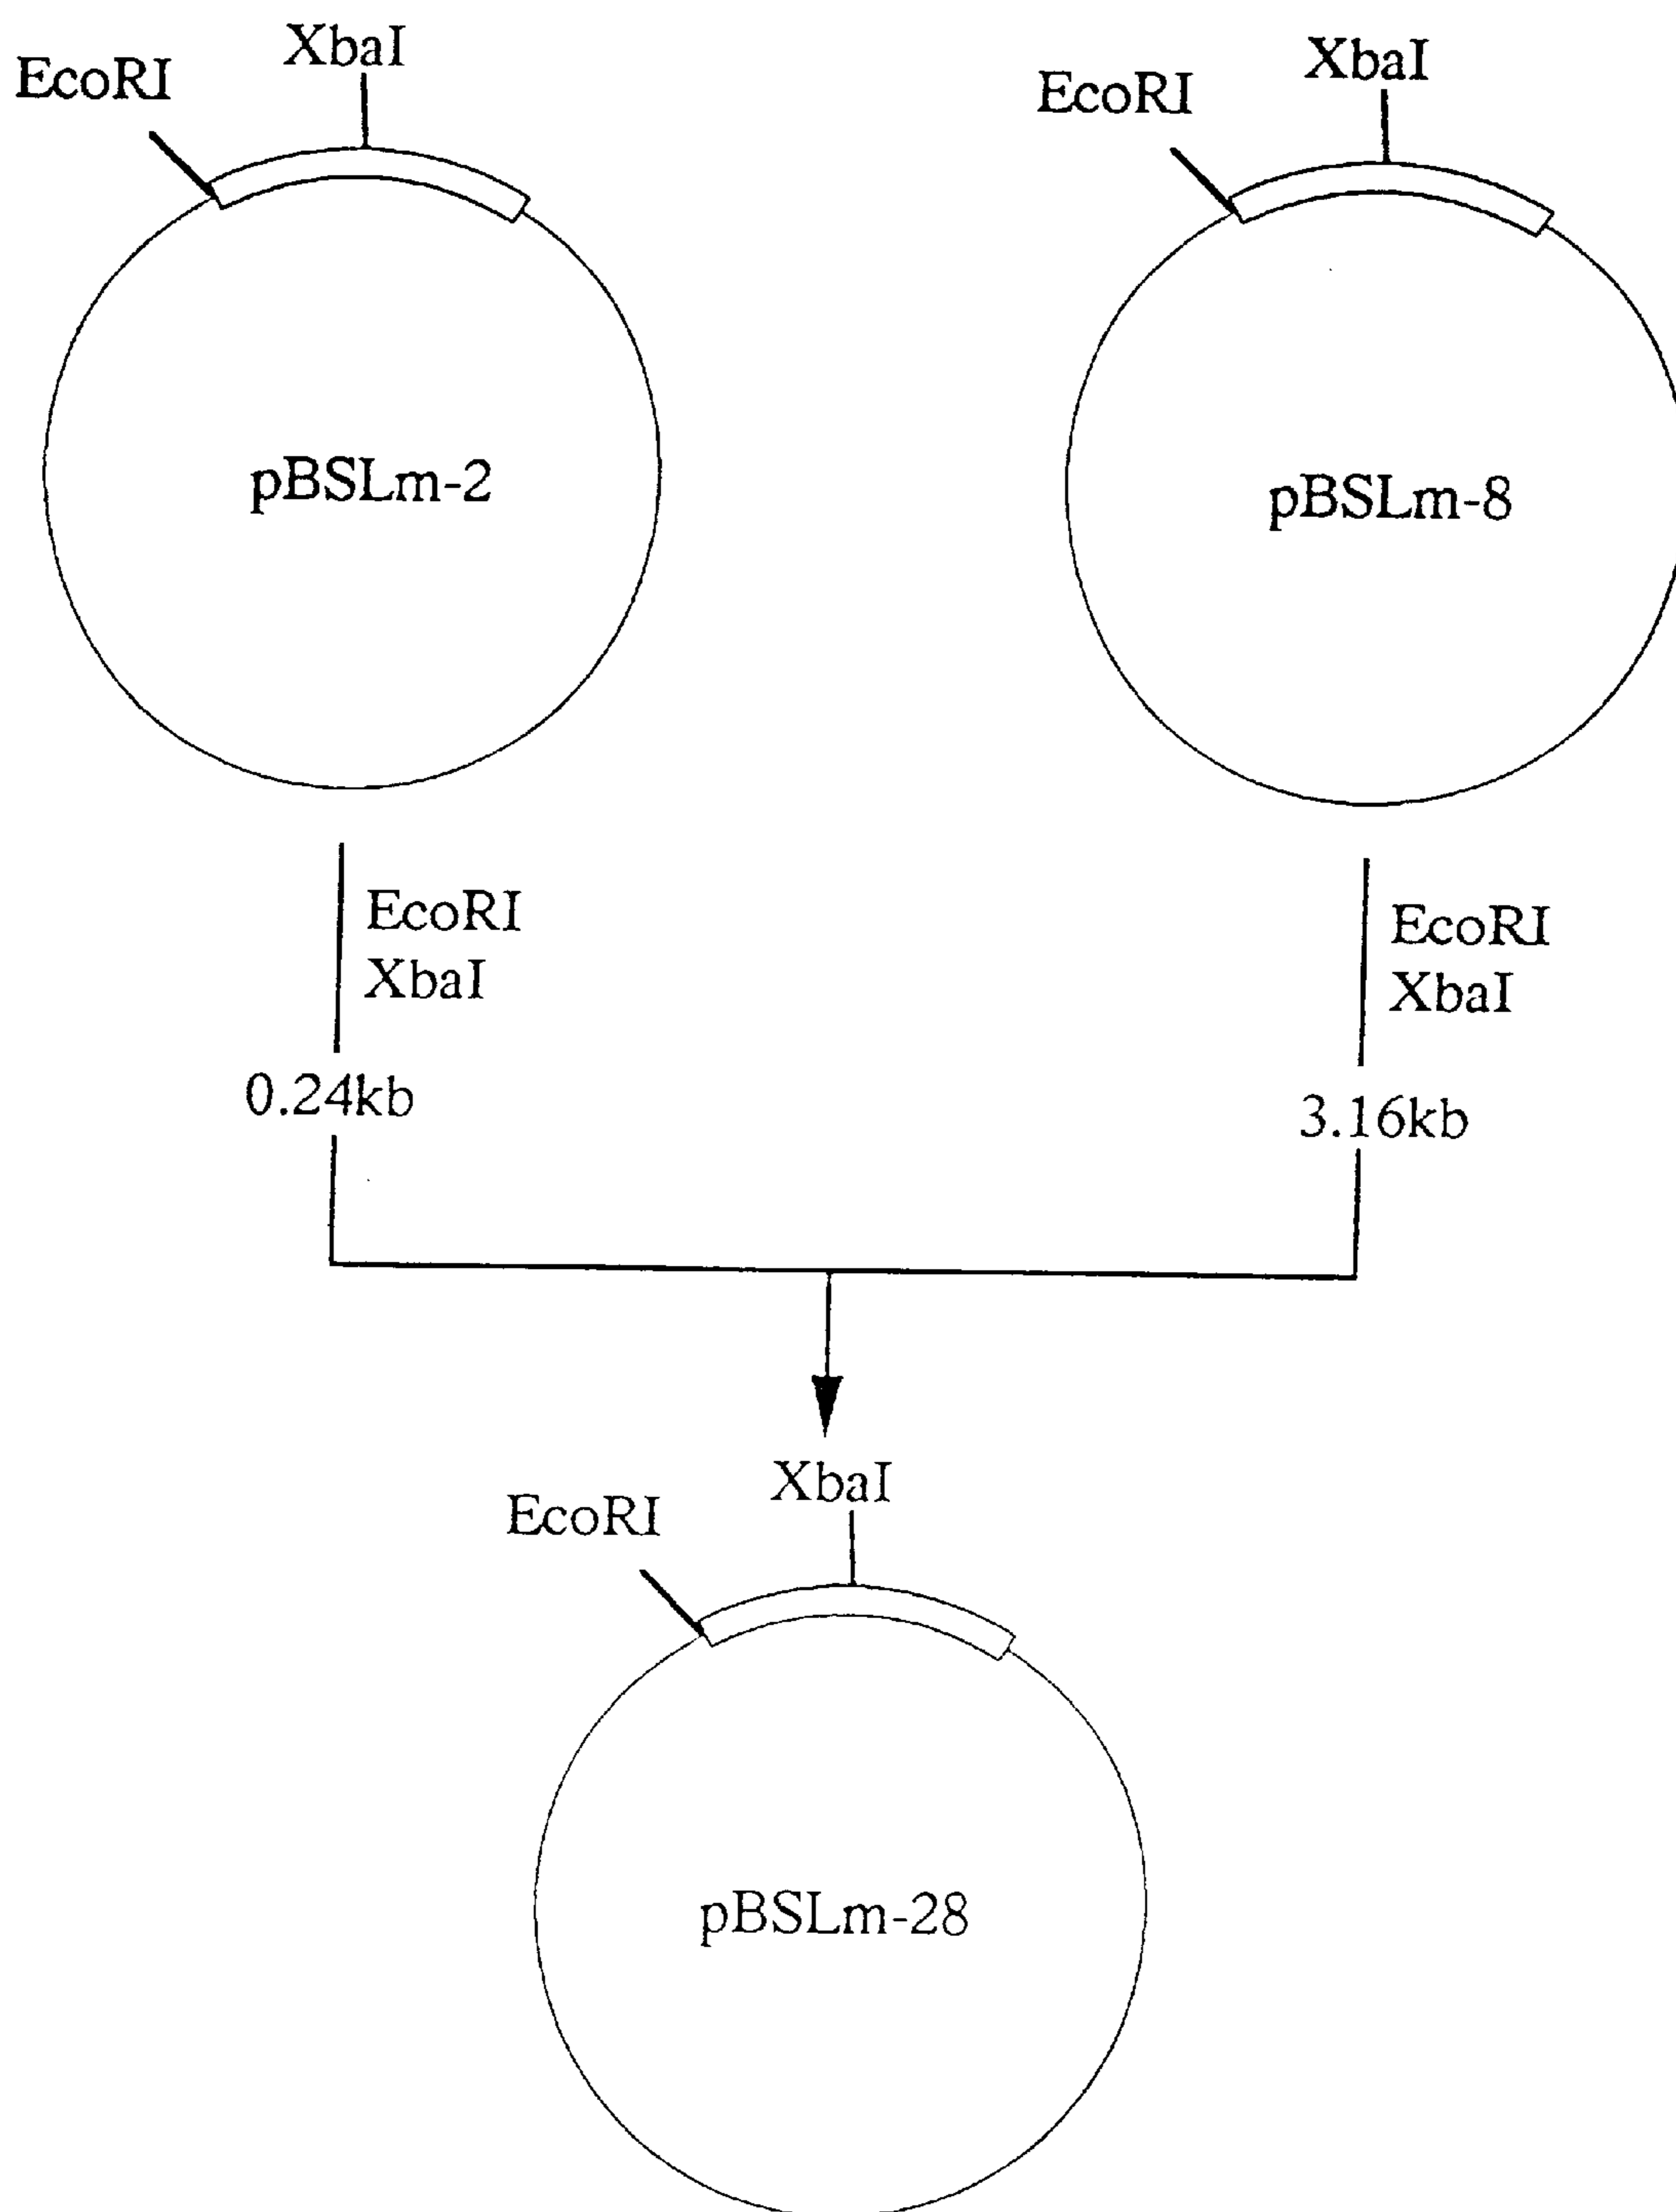 EcoRI
XbaI
EcoRI
XbaI
pBSLm-2
pBSLm-8
EcoRI
XbaI
EcoRI
XbaI
0.24kb
3.16kb
EcoRI
XbaI
pBSLm-28